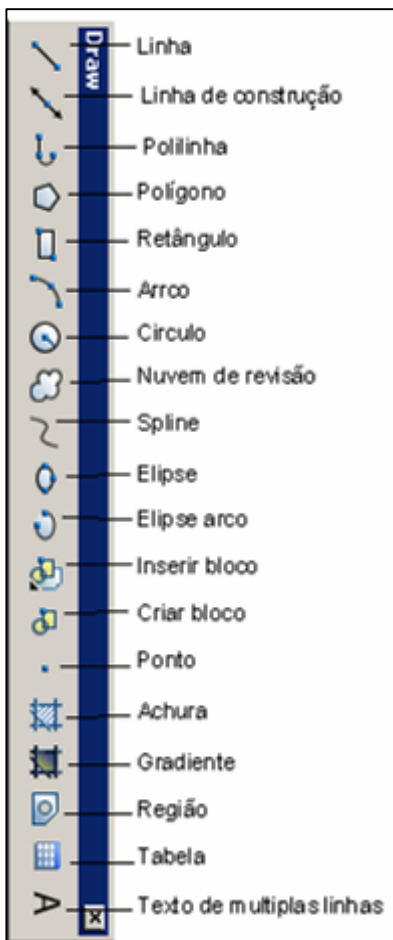 Draw
Linha
Linha de construção
Polilinha
Polígono
Retângulo
Arrco
Circulo
Nuvem de revisão
Spline
Elipse
Elipse arco
Inserir bloco
Criar bloco
Ponto
Achura
Gradiente
Região
Tabela
Texto de multiplas linhas
A